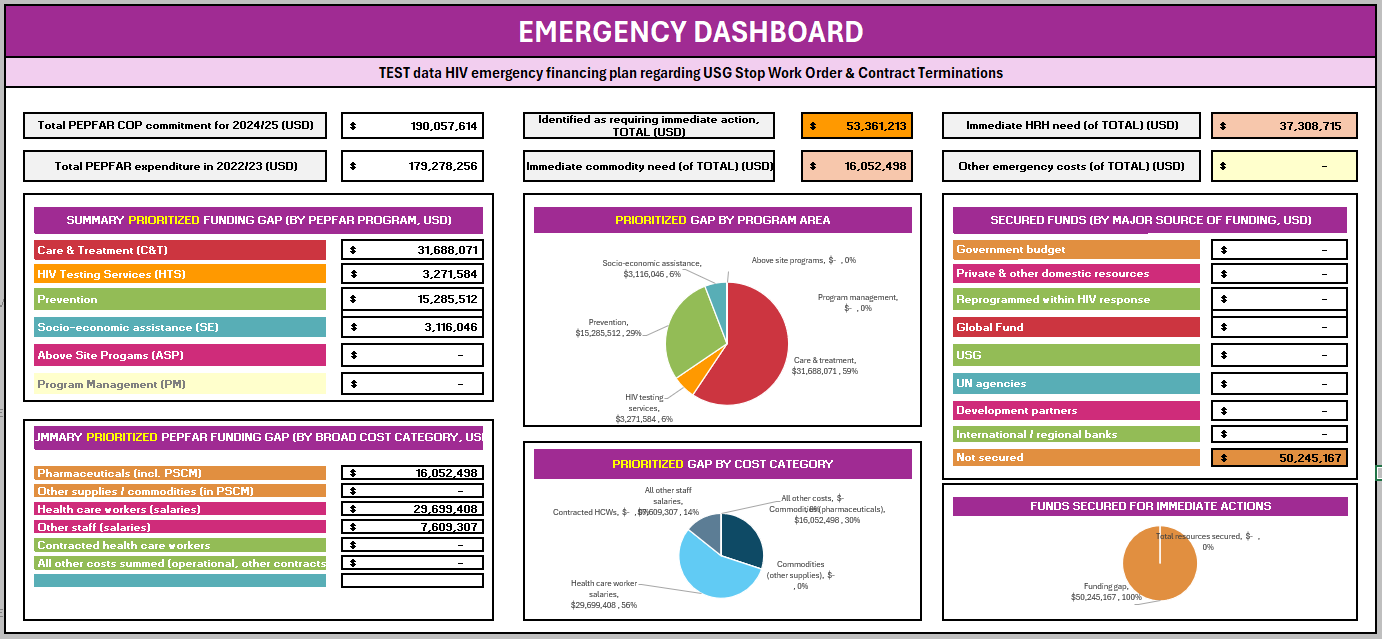 EMERGENCY DASHBOARD
TEST data HIV emergency financing plan regarding USG Stop Work Order & Contract Terminations
Total PEPFAR COP commitment for 2024/25 (USD) $ 190,057,614
Identified as requiring immediate action, TOTAL (USD) $ 53,361,213
Immediate HRH need (of TOTAL) (USD) $ 37,308,715
Total PEPFAR expenditure in 2022/23 (USD) $ 179,278,256
Immediate commodity need (of TOTAL) (USD) $ 16,052,498
Other emergency costs (of TOTAL) (USD) $ -
SUMMARY PRIORITIZED FUNDING GAP (BY PEPFAR PROGRAM, USD)
Care & Treatment (C&T) $ 31,688,071
HIV Testing Services (HTS) $ 3,271,584
Prevention $ 15,285,512
Socio-economic assistance (SE) $ 3,116,046
Above Site Progams (ASP) $ -
Program Management (PM) $ -
UMMARY PRIORITIZED PEPFAR FUNDING GAP (BY BROAD COST CATEGORY, USI
Pharmaceuticals (incl. PSCM) $ 16,052,498
Other supplies / commodities (in PSCM) $ -
Health care workers (salaries) $ 29,699,408
Other staff (salaries) $ 7,609,307
Contracted health care workers $ -
All other costs summed (operational, other contracts $ -
PRIORITIZED GAP BY PROGRAM AREA
Socio-economic assistance,
$3,116,046 , 6%
Above site programs, $- , 0%
Program management,
$- , 0%
Prevention,
$15,285,512 , 29%
Care & treatment,
$31,688,071 , 59%
HIV testing
services,
$3,271,584 , 6%
PRIORITIZED GAP BY COST CATEGORY
All other staff
salaries,
$7,609,307 , 14%
Contracted HCWs, $- ,
All other costs, $-
Commodities (pharmaceuticals),
$16,052,498 , 30%
Commodities
(other supplies), $-
, 0%
Health care worker
salaries,
$29,699,408 , 56%
SECURED FUNDS (BY MAJOR SOURCE OF FUNDING, USD)
Government budget $ -
Private & other domestic resources $ -
Reprogrammed within HIV response $ -
Global Fund $ -
USG $ -
UN agencies $ -
Development partners $ -
International / regional banks $ -
Not secured $ 50,245,167
FUNDS SECURED FOR IMMEDIATE ACTIONS
Total resources secured, $- ,
0%
Funding gap,
$50,245,167 , 100%